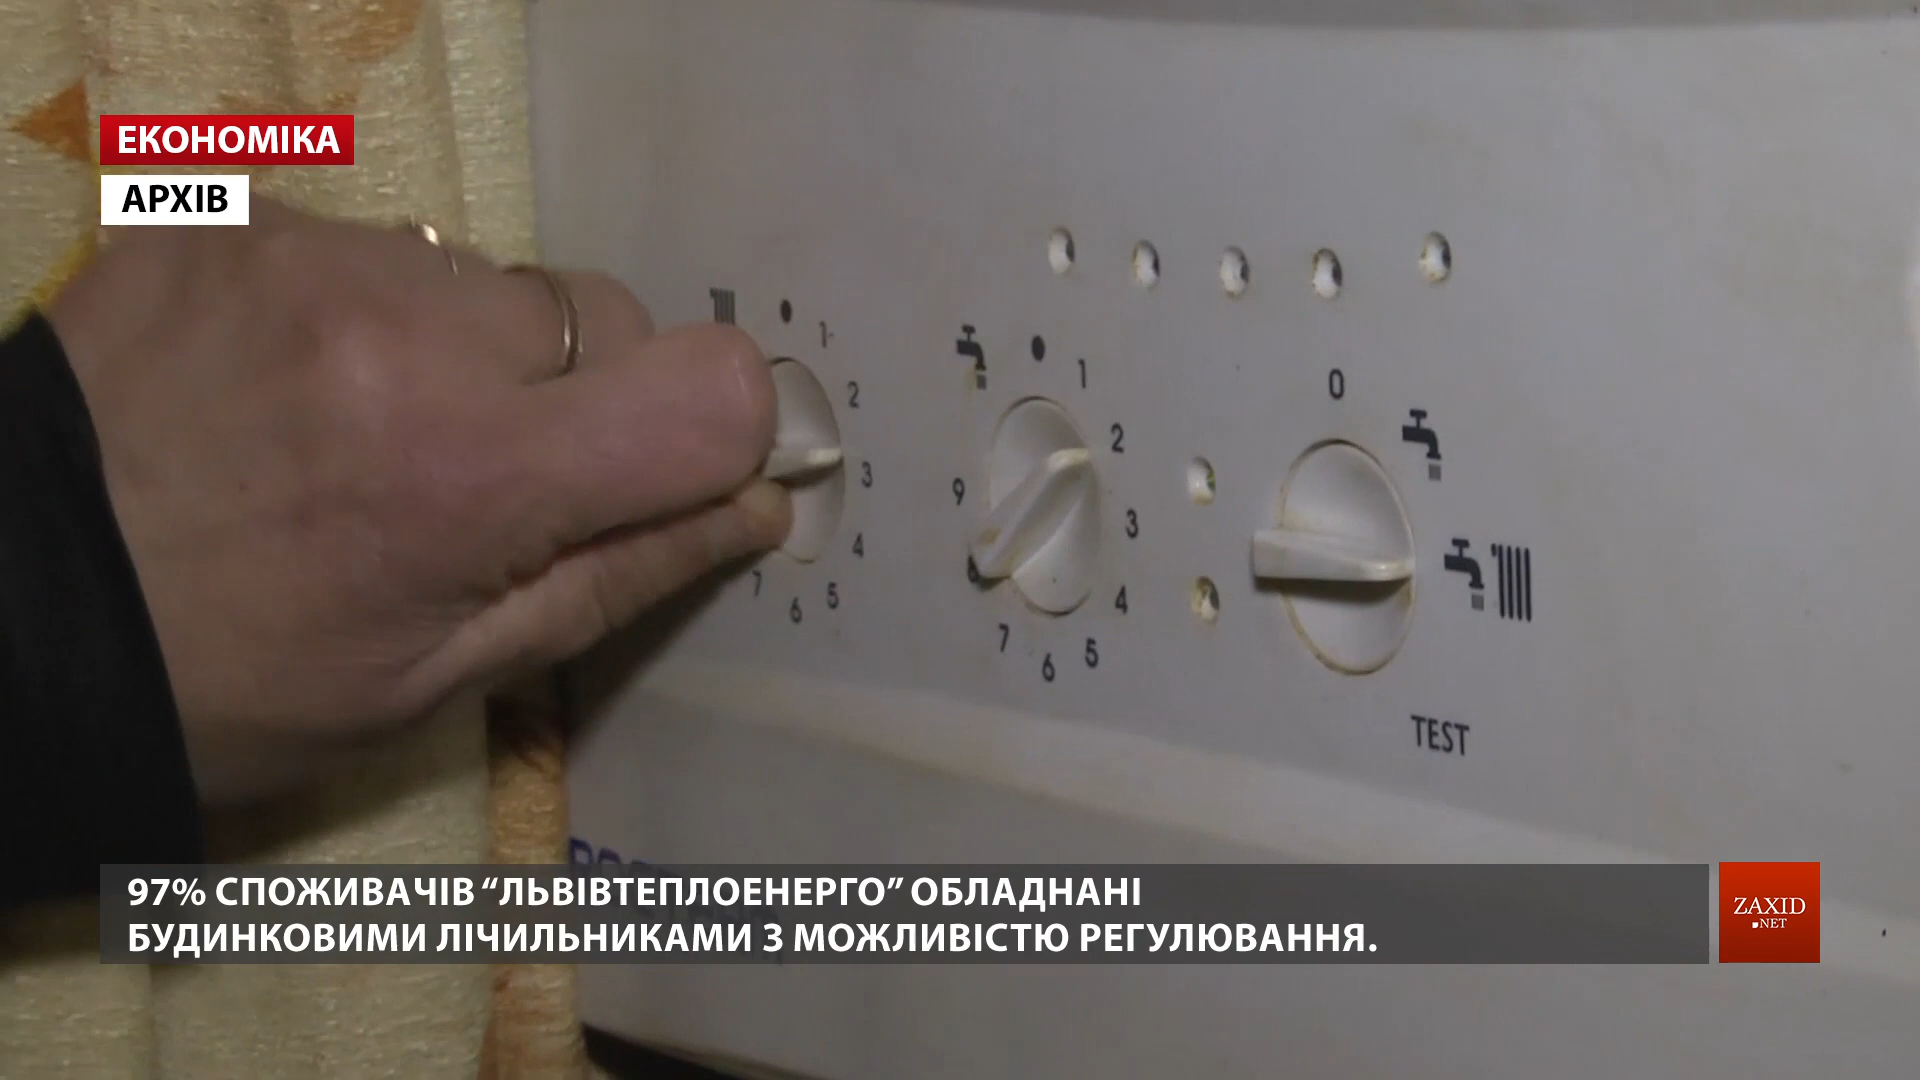 ЕКОНОМІКА
АРХІВ
1
2
3
4
5
6
7
1
2
3
4
5
6
7
9
0
TEST
97% СПОЖИВАЧІВ “ЛЬВІВТЕПЛОЕНЕРГО” ОБЛАДНАНІ
БУДИНКОВИМИ ЛІЧИЛЬНИКАМИ З МОЖЛИВІСТЮ РЕГУЛЮВАННЯ.
ZAXID
.NET